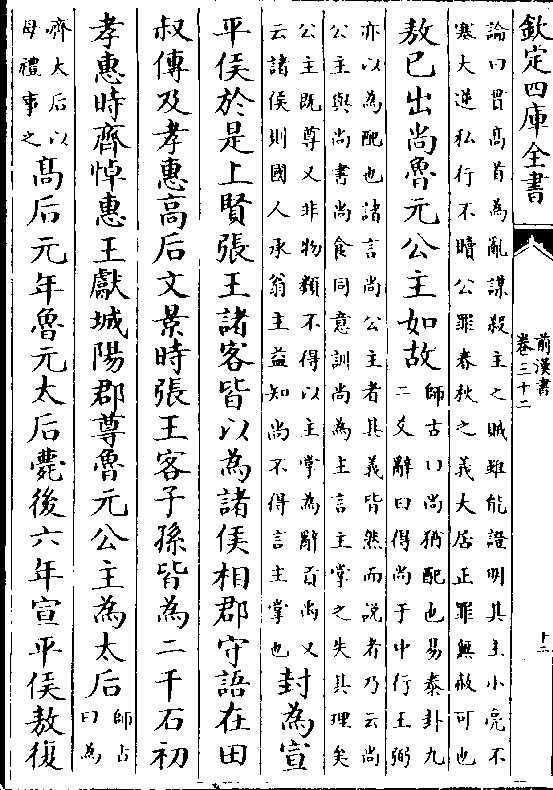 欽定四庫全書
前漢書
卷三十二
十二
論曰貫髙首為亂謀殺主之賊雖能證明其主小亮不
塞大逆私行不贖公罪春秋之義大居正罪無赦可也
敖已出尚魯元公主如故師古曰尚猶配也易泰卦九
二爻辭曰得尚于中行王弼
亦以為配也諸言尚公主者其義皆然而説者乃云尚
公主與尚書尚食同意訓尚為主言主掌之失其理矣
公主既尊又非物類不得以主掌為辭貢禹又
云諸侯則國人承翁主益知尚不得言主掌也封為宣
平侯於是上賢張王諸客皆以為諸侯相郡守語在田
叔傳及孝惠高后文景時張王客子孫皆為二千石初
孝惠時齊悼惠王獻城陽郡尊魯元公主為太后師古
曰為
齊太后以
母禮事之高后元年魯元太后薨後六年宣平侯敖復